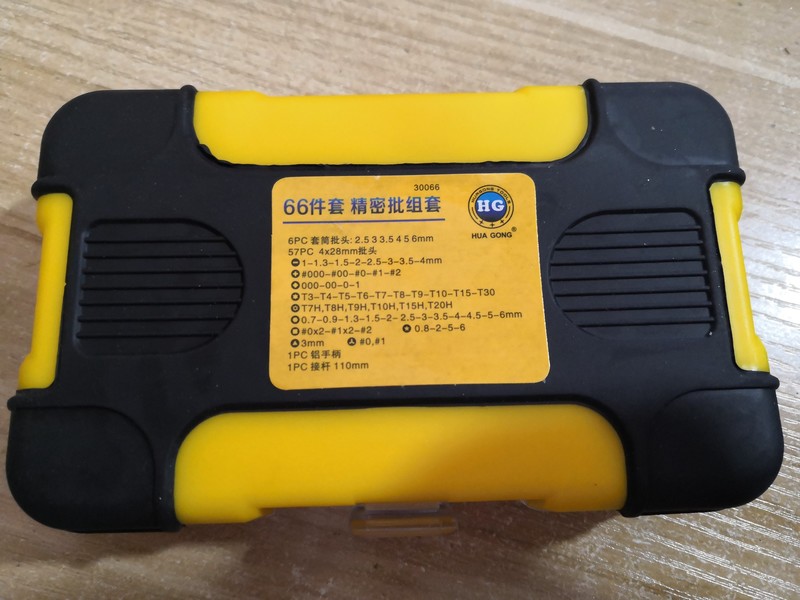 30066
66件套 精密批组套
HUAGONG TOOLS
HG
HUA GONG®
6PC 套筒批头: 2.5 3 3.5 4 5 6mm
57PC 4x28mm批头
1-1.3-1.5-2-2.5-3-3.5-4mm
#000-#00-#0-#1-#2
000-00-0-1
T3-T4-T5-T6-T7-T8-T9-T10-T15-T30
T7H,T8H,T9H,T10H,T15H,T20H
0.7-0.9-1.3-1.5-2-2.5-3-3.5-4-4.5-5-6mm
#0x2-#1x2-#2 0.8-2-5-6
3mm #0,#1
1PC 铝手柄
1PC 接杆 110mm